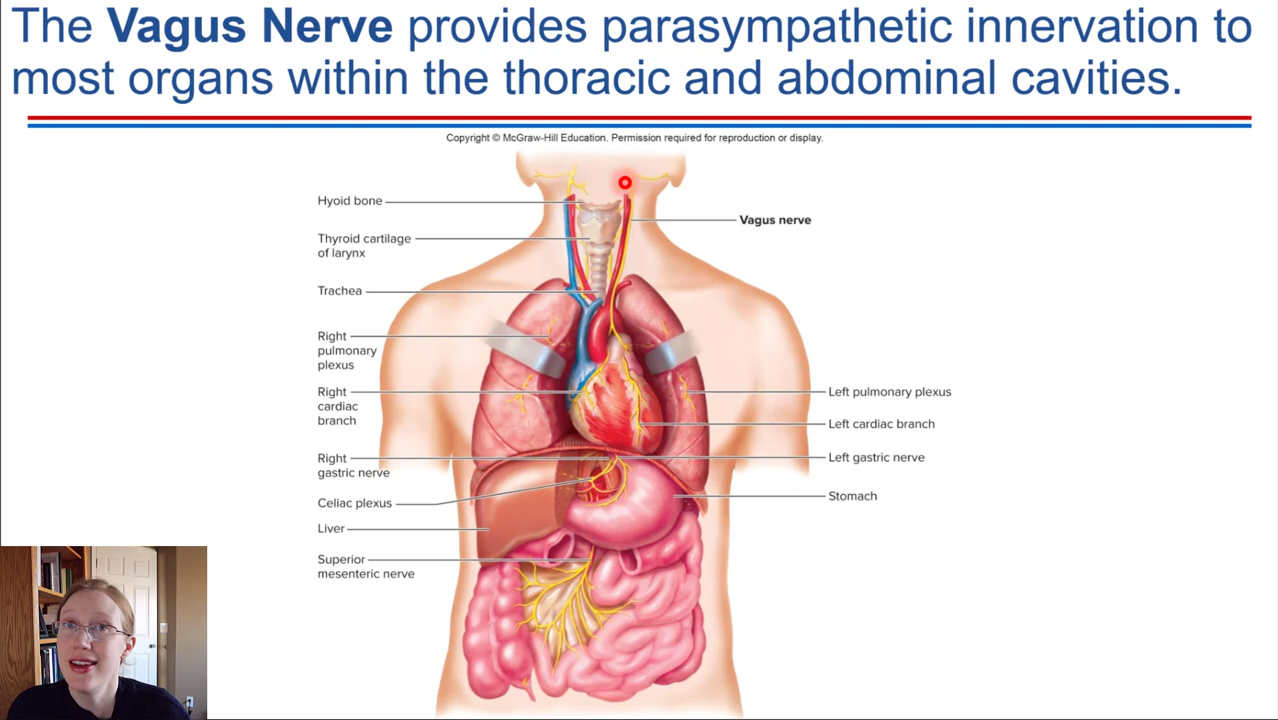 The Vagus Nerve provides parasympathetic innervation to
most organs within the thoracic and abdominal cavities.
Copyright © McGraw-Hill Education. Permission required for reproduction or display.
Hyoid bone
Thyroid cartilage
of larynx
Trachea
Right
pulmonary
plexus
Right
cardiac
branch
Right
gastric nerve
Celiac plexus
Liver
Superior
mesenteric nerve
Vagus nerve
Left pulmonary plexus
Left cardiac branch
Left gastric nerve
Stomach